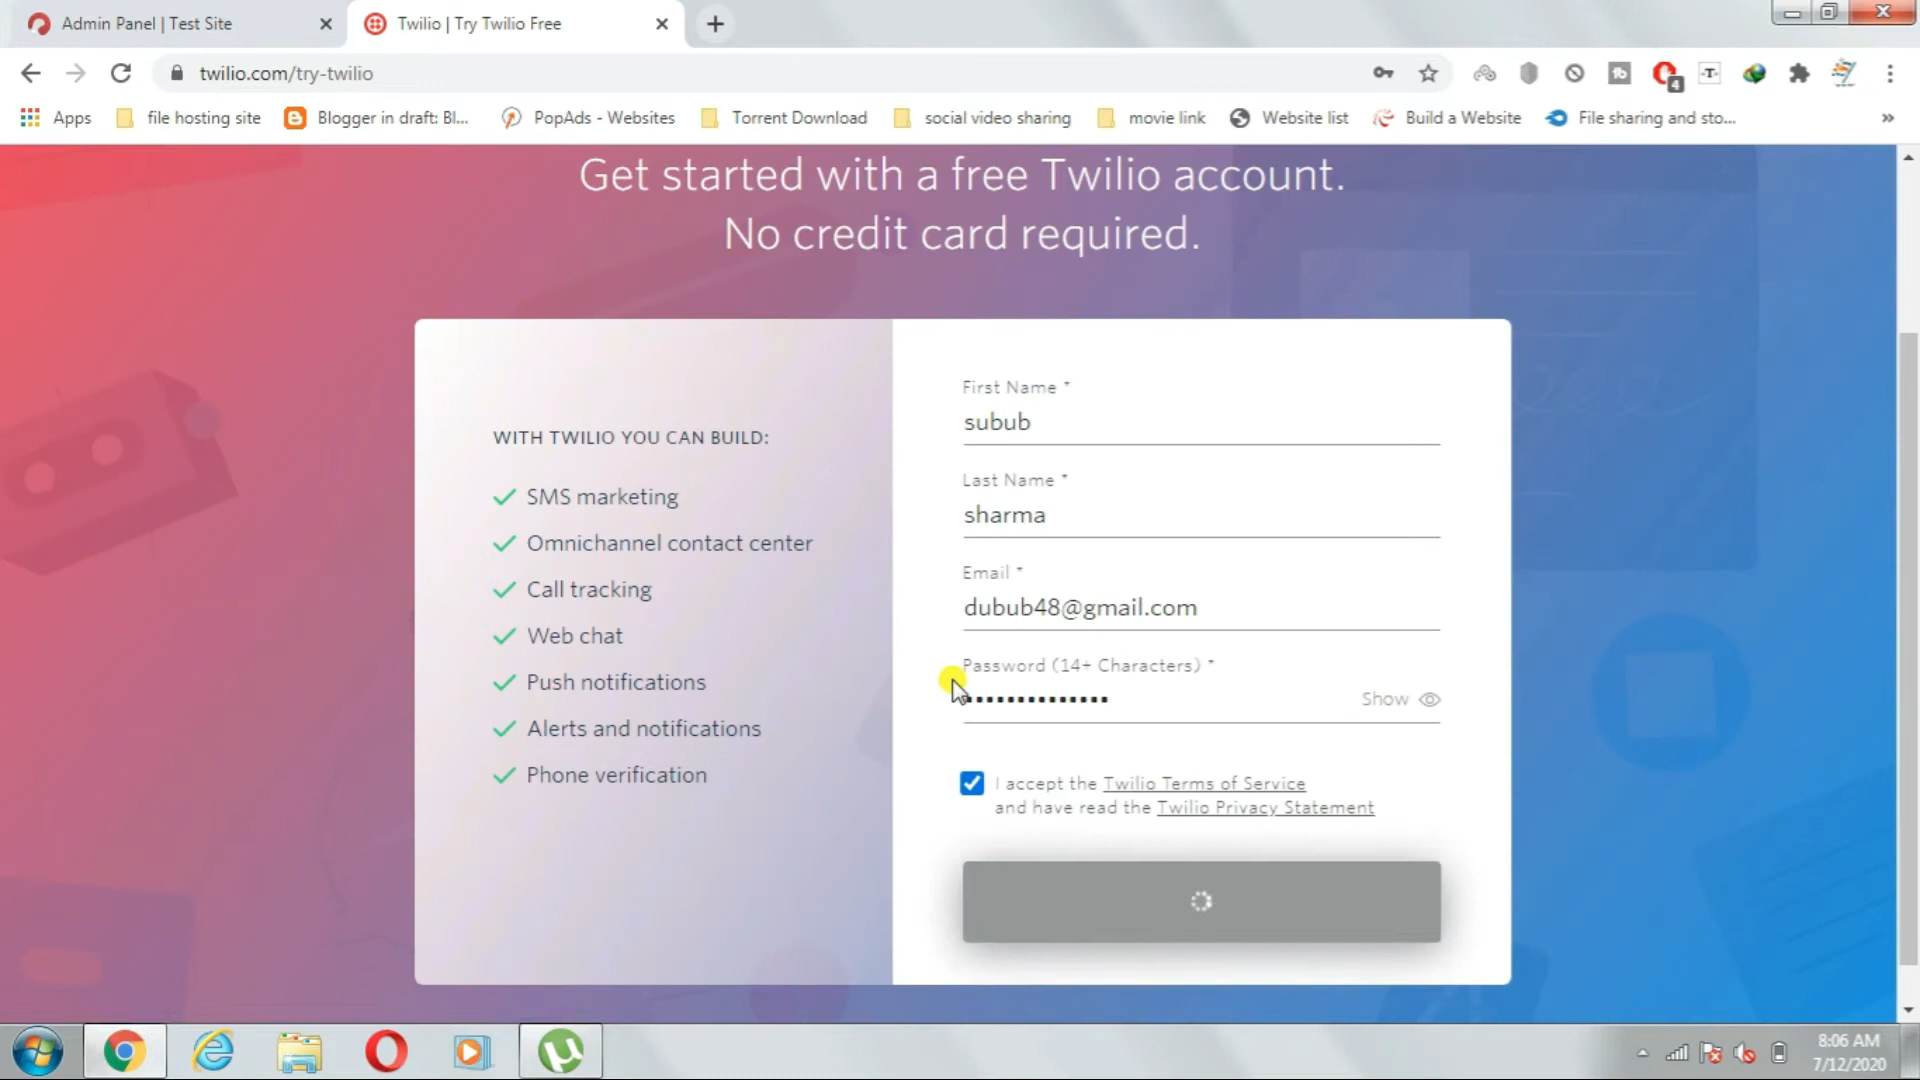 Admin Panel | Test Site
Twilio | Try Twilio Free
twilio.com/try-twilio
4
Apps
file hosting site
Blogger in draft: Bl...
PopAds - Websites
Torrent Download
social video sharing
movie link
Website list
Build a Website
File sharing and sto...
»
Get started with a free Twilio account.
No credit card required.
WITH TWILIO YOU CAN BUILD:
SMS marketing
Omnichannel contact center
Call tracking
Web chat
Push notifications
Alerts and notifications
Phone verification
First Name *
subub
Last Name *
sharma
Email *
dubub48@gmail.com
Password (14+ Characters) *
••••••••••••••
Show
I accept the Twilio Terms of Service
and have read the Twilio Privacy Statement
8:06 AM
7/12/2020